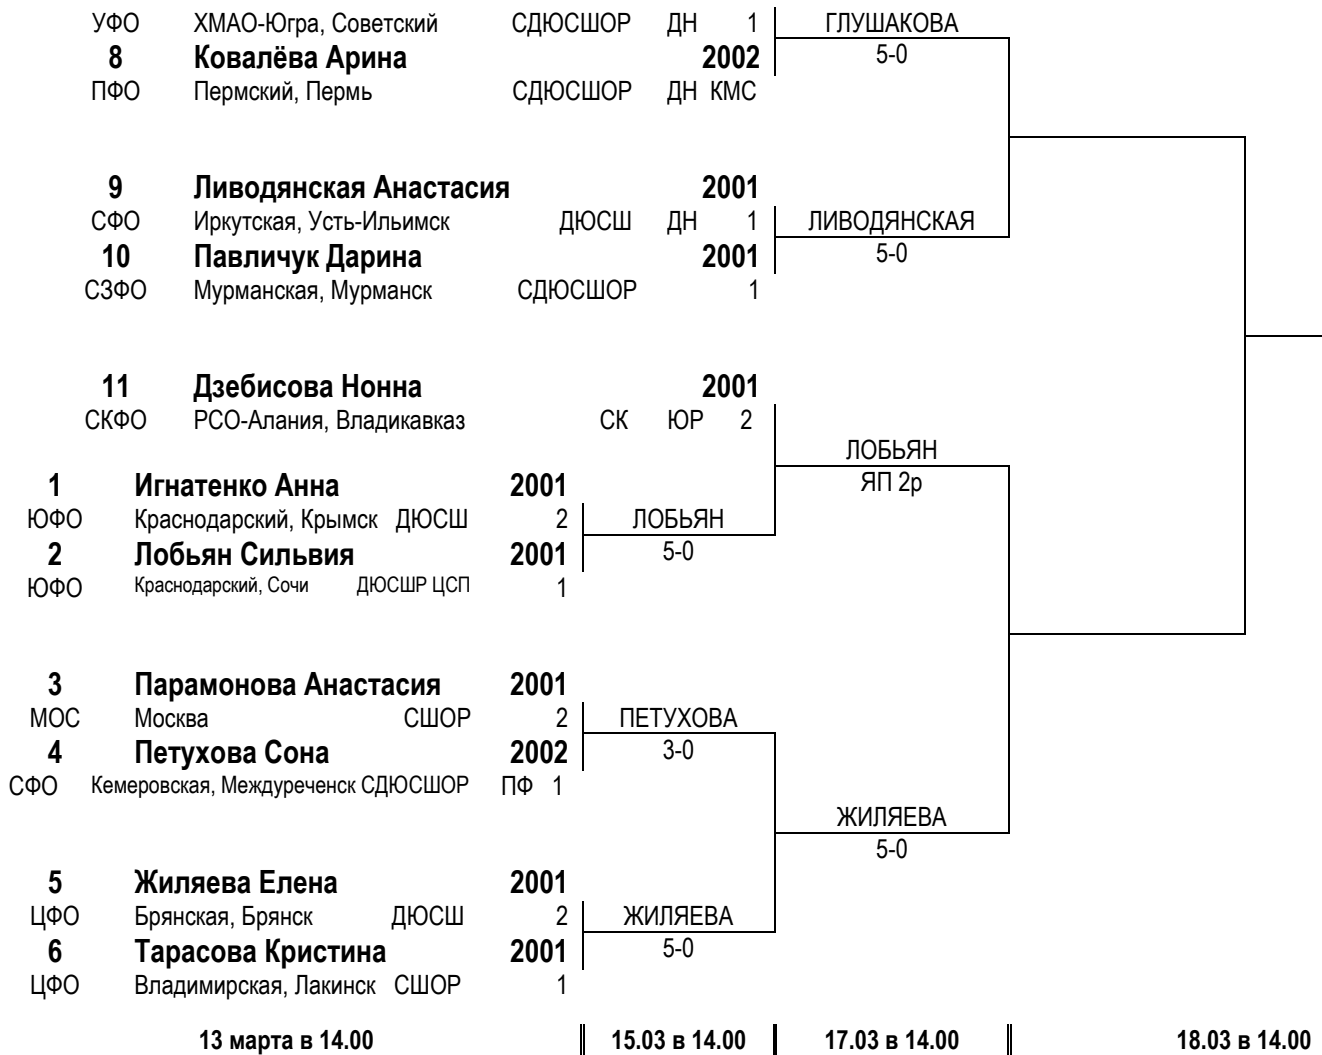 УФО ХМАО-Югра, Советский СДЮСШОР ДН 1 ГЛУШАКОВА
8 Ковалёва Арина 2002 5-0
ПФО Пермский, Пермь СДЮСШОР ДН КМС
9 Ливодянская Анастасия 2001
СФО Иркутская, Усть-Ильимск ДЮСШ ДН 1 ЛИВОДЯНСКАЯ
10 Павличук Дарина 2001 5-0
СЗФО Мурманская, Мурманск СДЮСШОР 1
11 Дзебисова Нонна 2001
СКФО РСО-Алания, Владикавказ СК ЮР 2
ЛОБЬЯН
1 Игнатенко Анна 2001 ЯП 2р
ЮФО Краснодарский, Крымск ДЮСШ 2 ЛОБЬЯН
2 Лобьян Сильвия 2001 5-0
ЮФО Краснодарский, Сочи ДЮСШР ЦСП 1
3 Парамонова Анастасия 2001
МОС Москва СШОР 2 ПЕТУХОВА
4 Петухова Сона 2002 3-0
СФО Кемеровская, Междуреченск СДЮСШОР ПФ 1
ЖИЛЯЕВА
5-0
5 Жиляева Елена 2001
ЦФО Брянская, Брянск ДЮСШ 2 ЖИЛЯЕВА
6 Тарасова Кристина 2001 5-0
ЦФО Владимирская, Лакинск СШОР 1
13 марта в 14.00 15.03 в 14.00 17.03 в 14.00 18.03 в 14.00